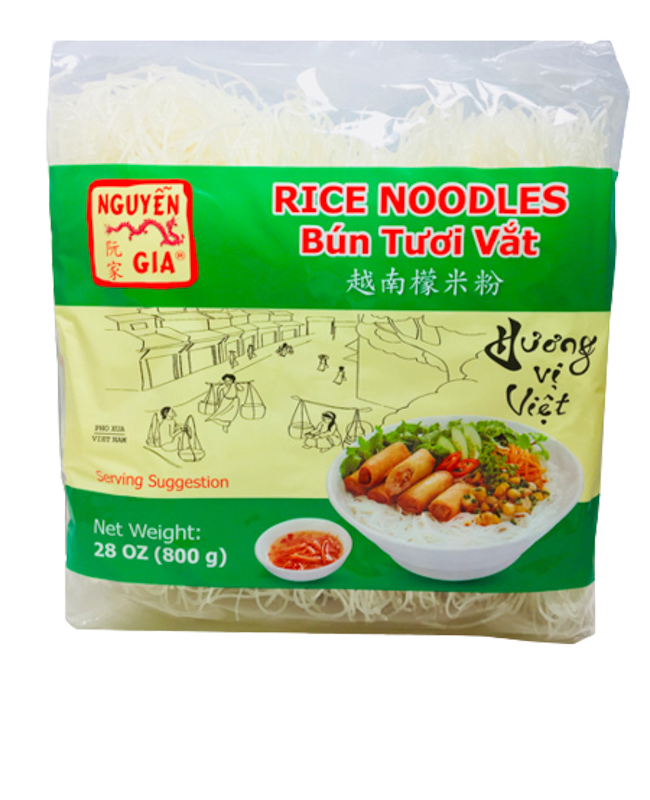 NGUYỄN
阮家
GIA
RICE NOODLES
Bún Tươi Vắt
越南檬米粉
Hương
vị
Việt
PHO XUA
VIET NAM
Serving Suggestion
Net Weight:
28 OZ (800 g)